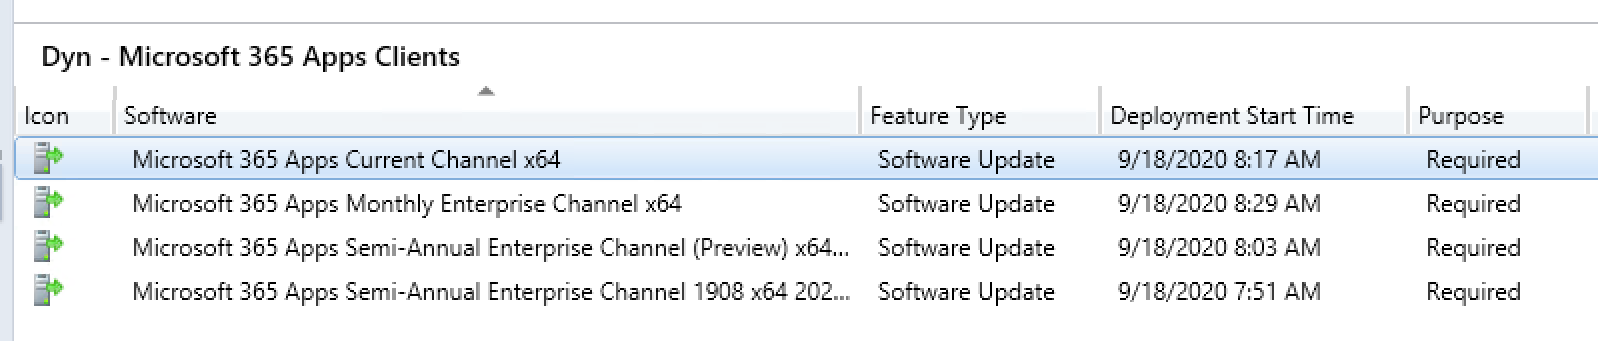 Dyn - Microsoft 365 Apps Clients
Icon Software Feature Type Deployment Start Time Purpose
Microsoft 365 Apps Current Channel x64 Software Update 9/18/2020 8:17 AM Required
Microsoft 365 Apps Monthly Enterprise Channel x64 Software Update 9/18/2020 8:29 AM Required
Microsoft 365 Apps Semi-Annual Enterprise Channel (Preview) x64... Software Update 9/18/2020 8:03 AM Required
Microsoft 365 Apps Semi-Annual Enterprise Channel 1908 x64 202... Software Update 9/18/2020 7:51 AM Required